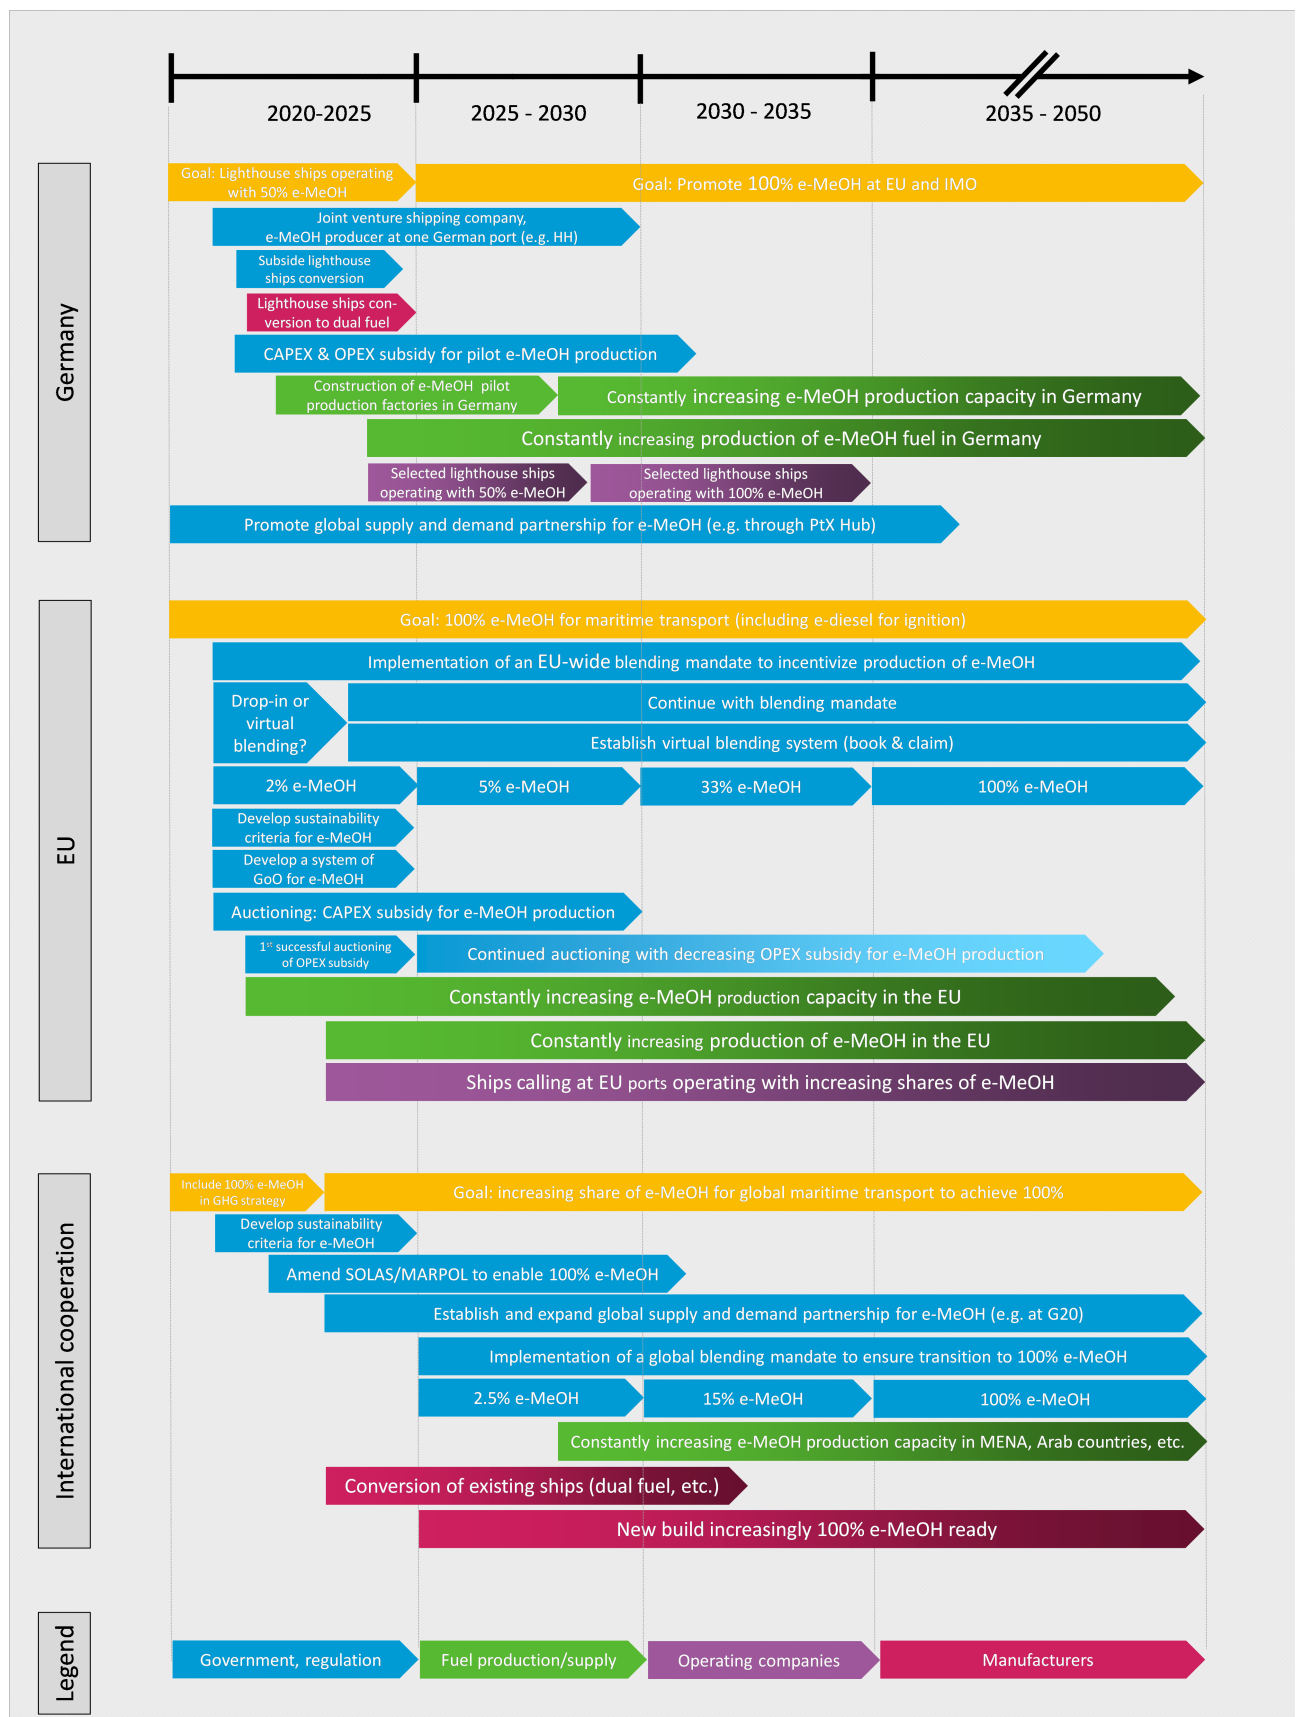 2020-2025
2025 - 2030
2030 - 2035
2035 - 2050
Germany
Goal: Lighthouse ships operating
with 50% e-MeOH
Goal: Promote 100% e-MeOH at EU and IMO
Joint venture shipping company,
e-MeOH producer at one German port (e.g. HH)
Subside lighthouse
ships conversion
Lighthouse ships con-
version to dual fuel
CAPEX & OPEX subsidy for pilot e-MeOH production
Construction of e-MeOH pilot
production factories in Germany
Constantly increasing e-MeOH production capacity in Germany
Constantly increasing production of e-MeOH fuel in Germany
Selected lighthouse ships
operating with 50% e-MeOH
Selected lighthouse ships
operating with 100% e-MeOH
Promote global supply and demand partnership for e-MeOH (e.g. through PtX Hub)
EU
Goal: 100% e-MeOH for maritime transport (including e-diesel for ignition)
Implementation of an EU-wide blending mandate to incentivize production of e-MeOH
Drop-in or
virtual
blending?
Continue with blending mandate
Establish virtual blending system (book & claim)
2% e-MeOH
5% e-MeOH
33% e-MeOH
100% e-MeOH
Develop sustainability
criteria for e-MeOH
Develop a system of
GoO for e-MeOH
Auctioning: CAPEX subsidy for e-MeOH production
1st successful auctioning
of OPEX subsidy
Continued auctioning with decreasing OPEX subsidy for e-MeOH production
Constantly increasing e-MeOH production capacity in the EU
Constantly increasing production of e-MeOH in the EU
Ships calling at EU ports operating with increasing shares of e-MeOH
International cooperation
Include 100% e-MeOH
in GHG strategy
Goal: increasing share of e-MeOH for global maritime transport to achieve 100%
Develop sustainability
criteria for e-MeOH
Amend SOLAS/MARPOL to enable 100% e-MeOH
Establish and expand global supply and demand partnership for e-MeOH (e.g. at G20)
Implementation of a global blending mandate to ensure transition to 100% e-MeOH
2.5% e-MeOH
15% e-MeOH
100% e-MeOH
Constantly increasing e-MeOH production capacity in MENA, Arab countries, etc.
Conversion of existing ships (dual fuel, etc.)
New build increasingly 100% e-MeOH ready
Legend
Government, regulation
Fuel production/supply
Operating companies
Manufacturers